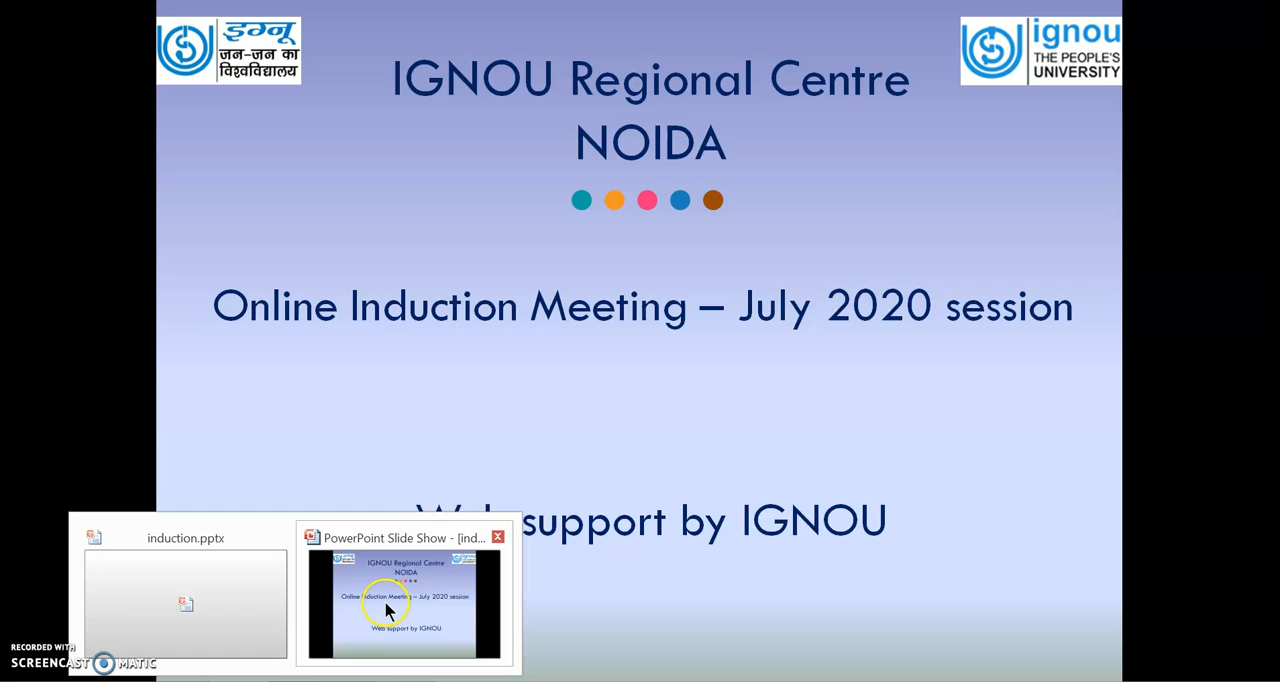 इग्नू
जन-जन का
विश्वविद्यालय
ignou
THE PEOPLE'S
UNIVERSITY
IGNOU Regional Centre
NOIDA
Online Induction Meeting – July 2020 session
Web support by IGNOU
induction.pptx
PowerPoint Slide Show - [ind...
IGNOU Regional Centre
NOIDA
Online Induction Meeting – July 2020 session
Web support by IGNOU
RECORDED WITH
SCREENCAST MATIC